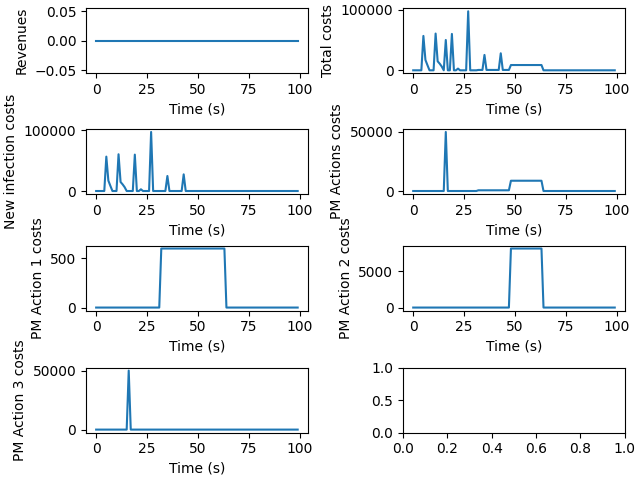 Revenues
0.05
0.00
−0.05
0 25 50 75 100
Time (s)
Total costs
100000
0
0 25 50 75 100
Time (s)
New infection costs
100000
0
0 25 50 75 100
Time (s)
PM Actions costs
50000
0
0 25 50 75 100
Time (s)
PM Action 1 costs
500
0
0 25 50 75 100
Time (s)
PM Action 2 costs
5000
0
0 25 50 75 100
Time (s)
PM Action 3 costs
50000
0
0 25 50 75 100
Time (s)
1.0
0.5
0.0
0.0 0.2 0.4 0.6 0.8 1.0